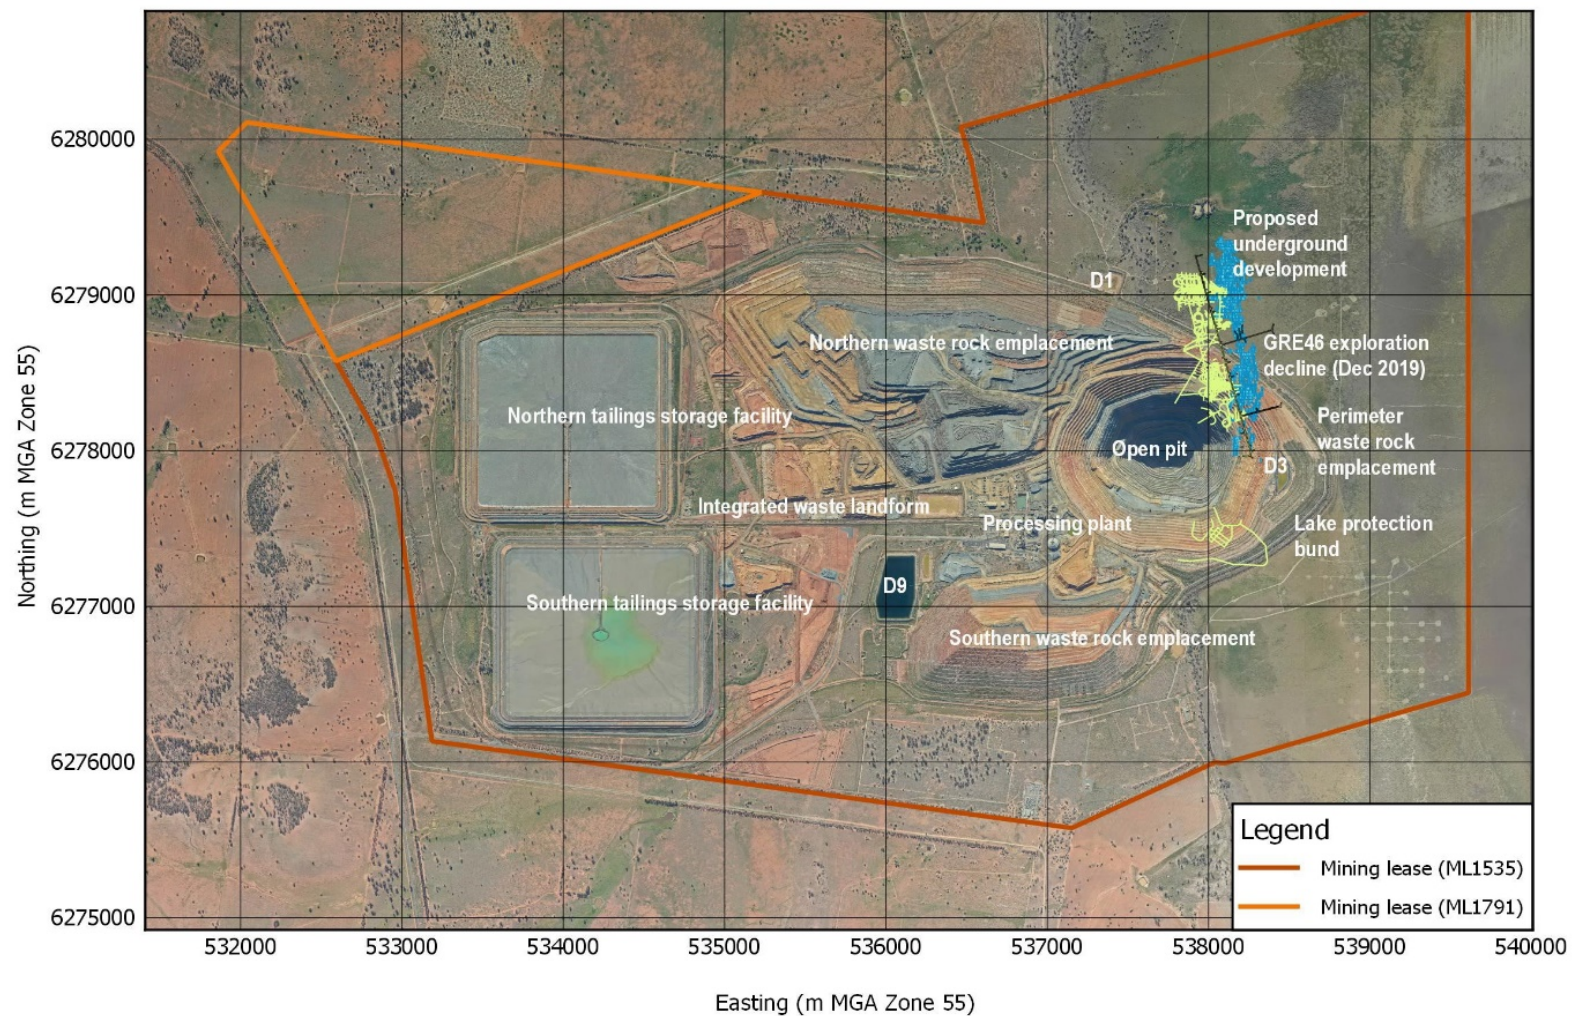 6280000
6279000
6278000
6277000
6276000
6275000
Northing (m MGA Zone 55)
Proposed
underground
development
D1
Northern waste rock emplacement
GRE46 exploration
decline (Dec 2019)
Northern tailings storage facility
Perimeter
waste rock
emplacement
Open pit
D3
Integrated waste landform
Processing plant
Lake protection
bund
D9
Southern tailings storage facility
Southern waste rock emplacement
Legend
Mining lease (ML1535)
Mining lease (ML1791)
532000 533000 534000 535000 536000 537000 538000 539000 540000
Easting (m MGA Zone 55)